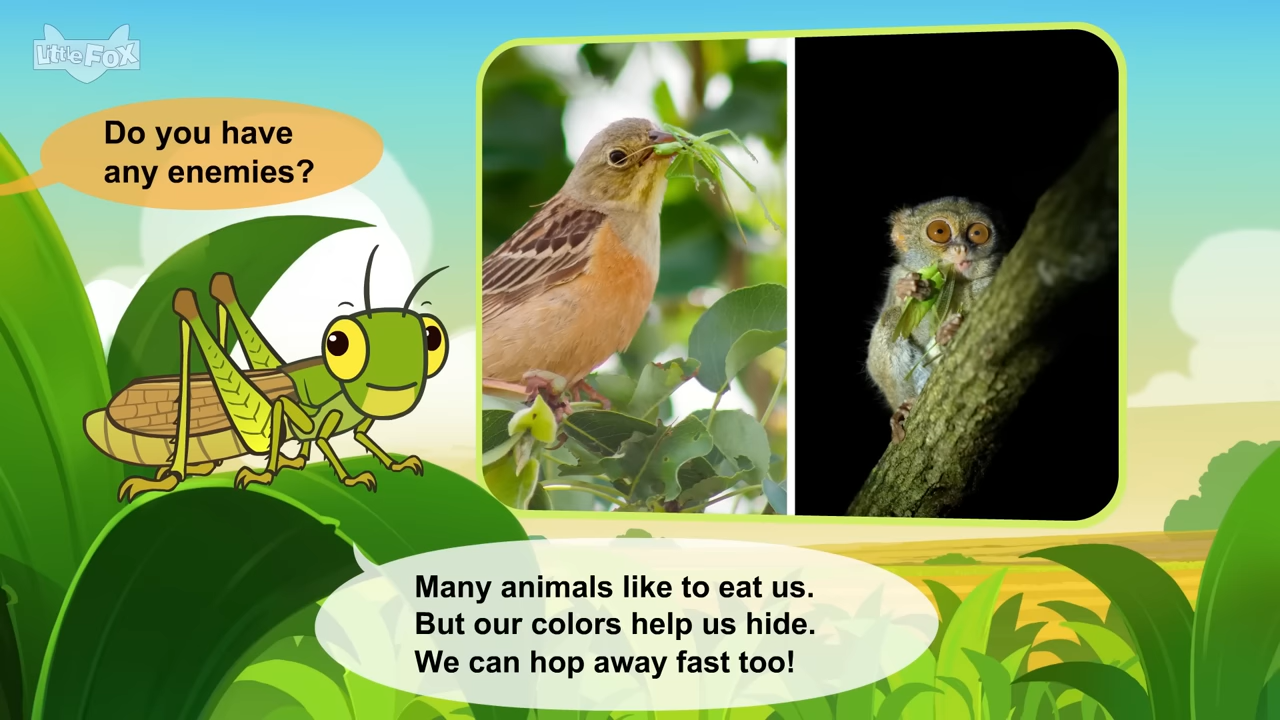 Little Fox
Do you have
any enemies?
Many animals like to eat us.
But our colors help us hide.
We can hop away fast too!